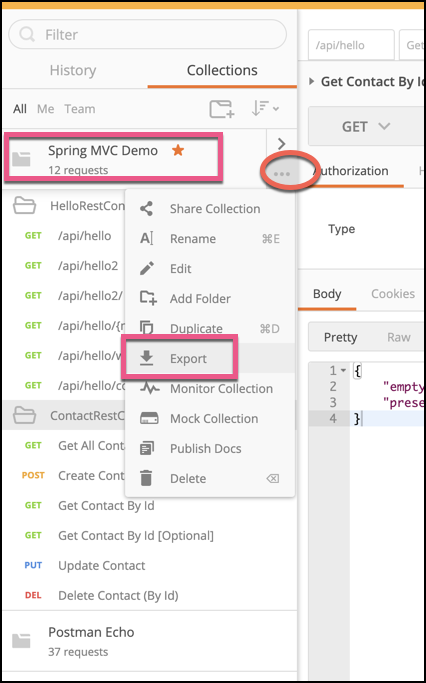 Filter
History
Collections
All Me Team
Spring MVC Demo
12 requests
HelloRestCon
GET /api/hello
GET /api/hello2
GET /api/hello2/
GET /api/hello/{n
GET /api/hello/w
GET /api/hello/co
ContactRestC
GET Get All Conta
POST Create Conta
GET Get Contact By Id
GET Get Contact By Id [Optional]
PUT Update Contact
DEL Delete Contact (By Id)
Postman Echo
37 requests
Share Collection
Rename ⌘E
Edit
Add Folder
Duplicate ⌘D
Export
Monitor Collection
Mock Collection
Publish Docs
Delete
/api/hello
Get
Get Contact By Id
GET
Authorization
H
Type
Body
Cookies
Pretty
Raw
1 {
2 "empty
3 "prese
4 }